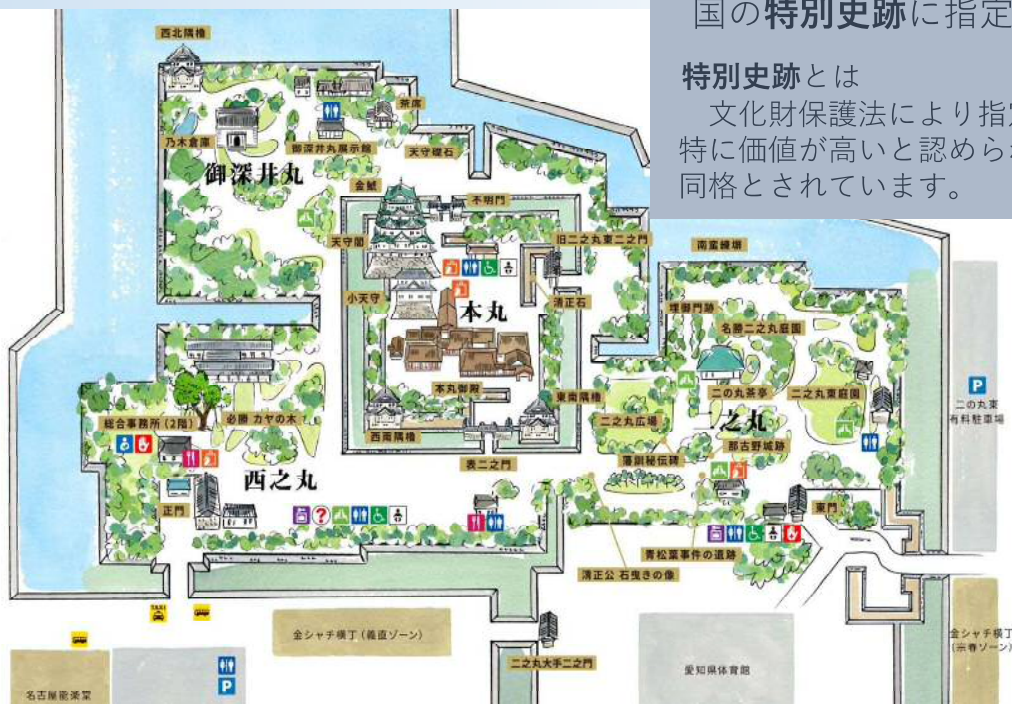 国の特別史跡に指定
特別史跡とは
文化財保護法により指定
特に価値が高いと認められ
同格とされています。
西北隅櫓
茶席
乃木倉庫
御深井丸展示館
天守礎石
御深井丸
金鯱
不明門
天守閣
旧二之丸東二之門
南蛮練塀
小天守
本丸
清正石
埋御門跡
名勝二之丸庭園
P
二の丸東
有料駐車場
本丸御殿
東南隅櫓
二の丸茶亭
二之丸東庭園
総合事務所(2階)
必勝 カヤの木
西南隅櫓
二之丸広場
二之丸
那古野城跡
表二之門
藩訓秘伝碑
西之丸
正門
?
東門
青松葉事件の遺跡
清正公 石曳きの像
TAXI
金シャチ横丁(義直ゾーン)
金シャチ横丁
(宗春ゾーン)
二之丸大手二之門
愛知県体育館
名古屋能楽堂
P